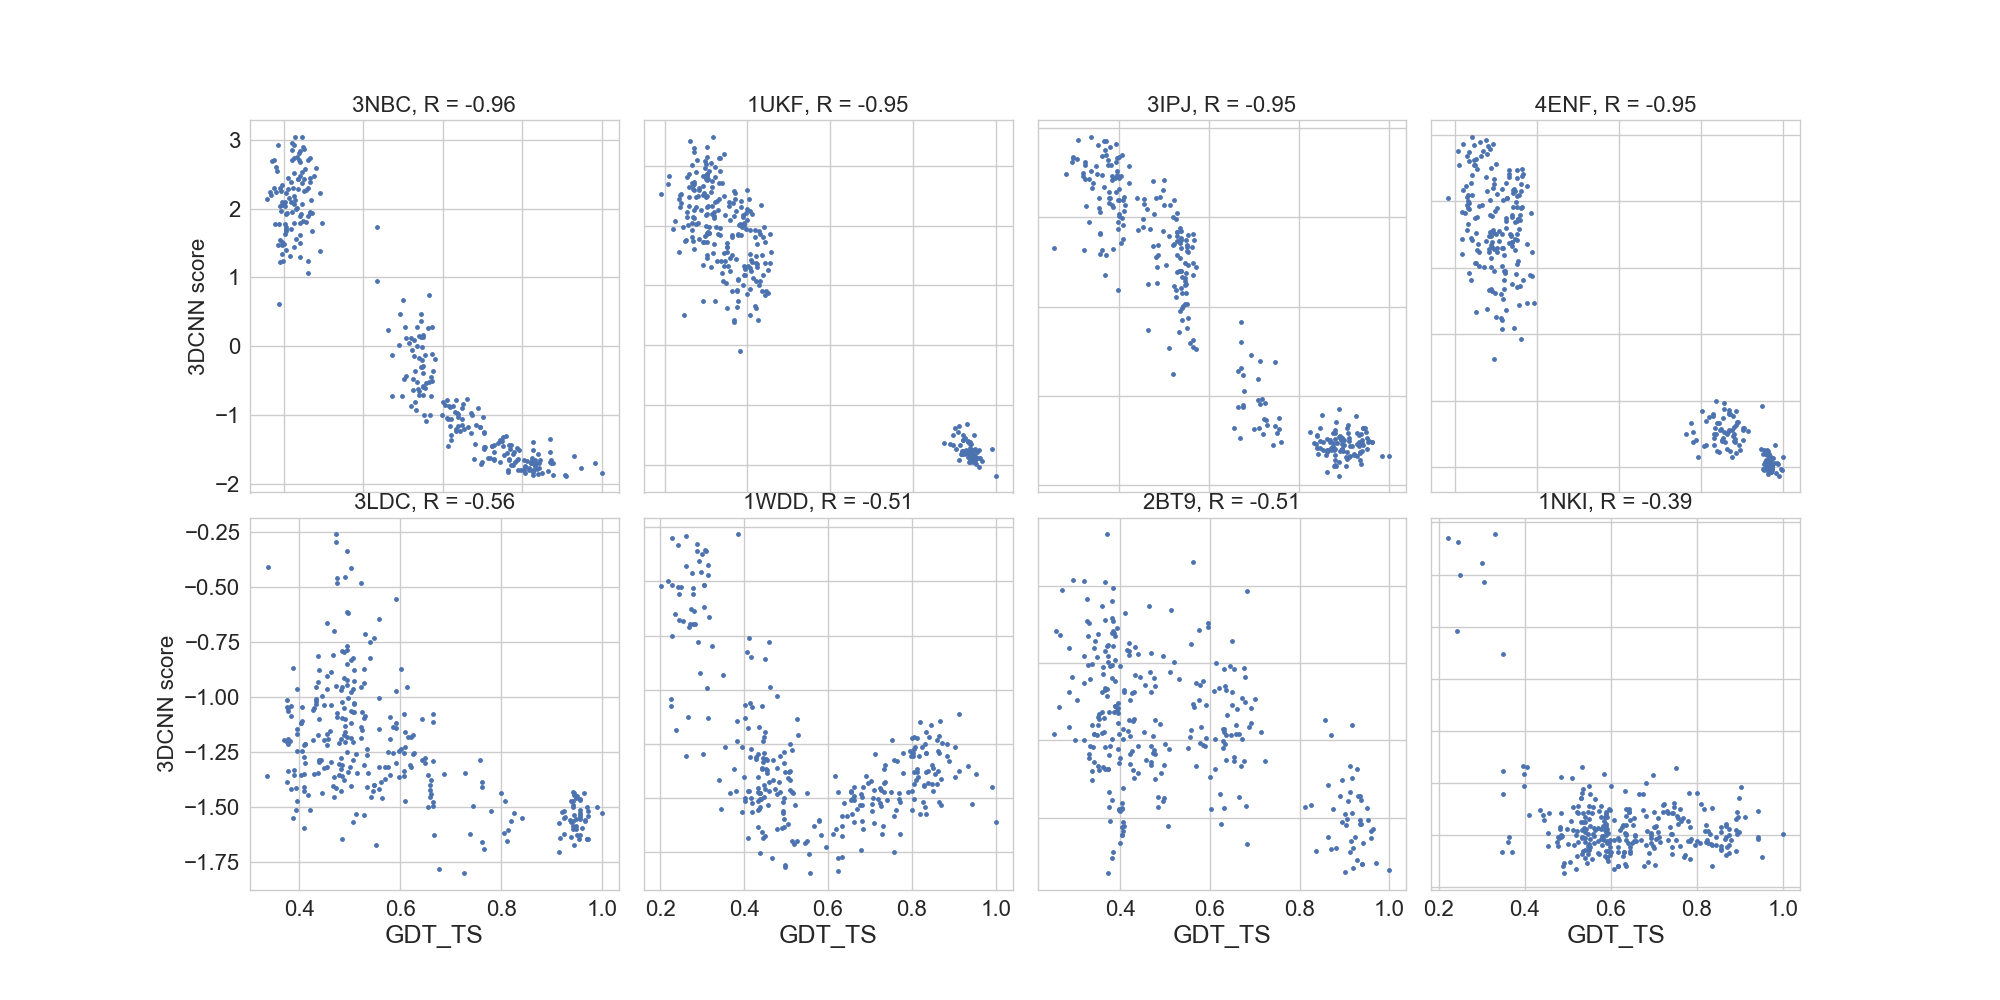 3NBC, R = -0.96
1UKF, R = -0.95
3IPJ, R = -0.95
4ENF, R = -0.95
3DCNN score
3
2
1
0
−1
−2
3LDC, R = -0.56
1WDD, R = -0.51
2BT9, R = -0.51
1NKI, R = -0.39
3DCNN score
−0.25
−0.50
−0.75
−1.00
−1.25
−1.50
−1.75
0.4 0.6 0.8 1.0
0.2 0.4 0.6 0.8 1.0
0.4 0.6 0.8 1.0
0.2 0.4 0.6 0.8 1.0
GDT_TS
GDT_TS
GDT_TS
GDT_TS